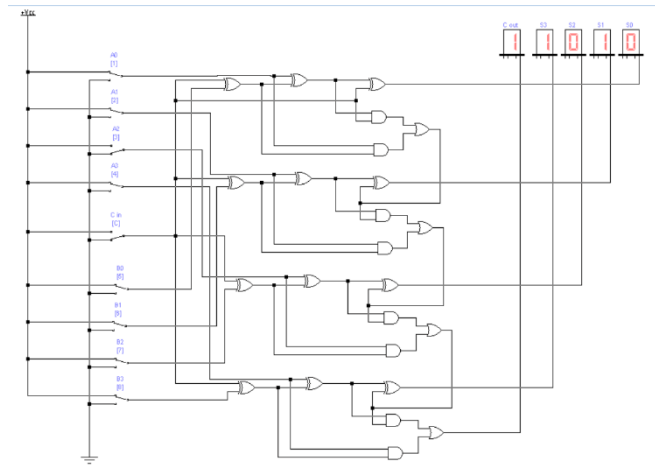 +Vcc
C out S3 S2 S1 S0
1 1 0 1 0
A0
[1]
A1
[2]
A2
[3]
A3
[4]
C in
[C]
B0
[5]
B1
[6]
B2
[7]
B3
[8]